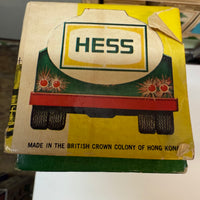 HESS
MADE IN THE BRITISH CROWN COLONY OF HONG KONG